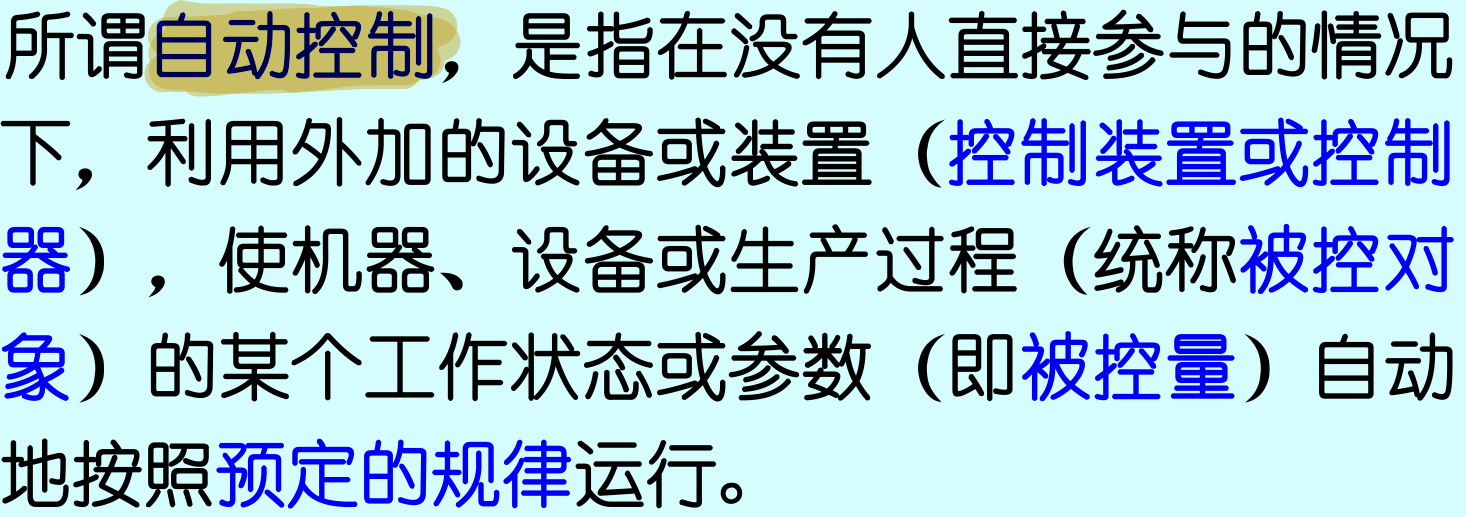 所谓自动控制，是指在没有人直接参与的情况
下，利用外加的设备或装置（控制装置或控制
器），使机器、设备或生产过程（统称被控对
象）的某个工作状态或参数（即被控量）自动
地按照预定的规律运行。